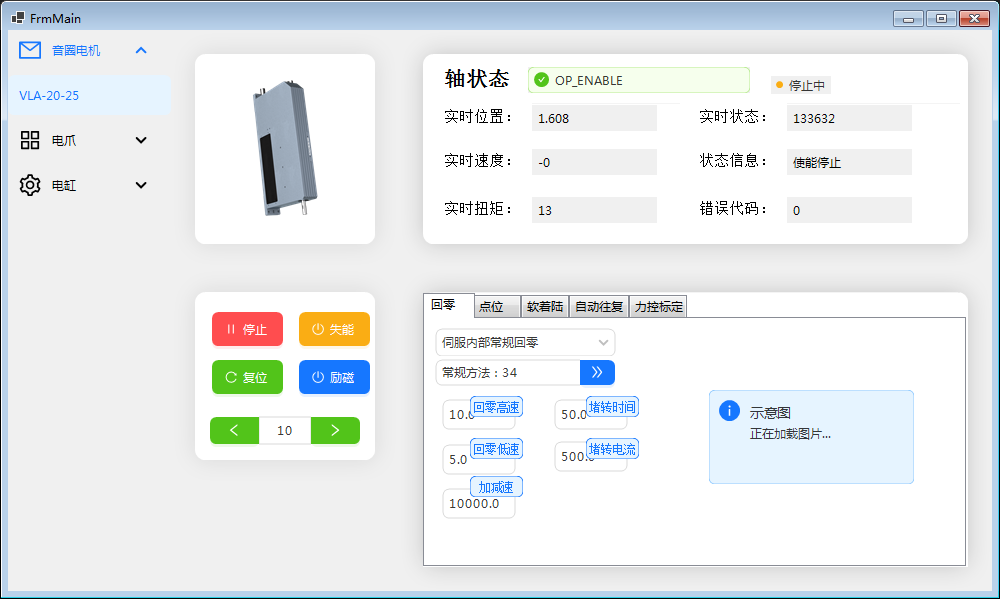 FrmMain
音圈电机
VLA-20-25
电爪
电缸
轴状态
OP_ENABLE
停止中
实时位置：
1.608
实时状态：
133632
实时速度：
-0
状态信息：
使能停止
实时扭矩：
13
错误代码：
0
停止
失能
复位
励磁
10
回零
点位
软着陆
自动往复
力控标定
伺服内部常规回零
常规方法：34
10.0
回零高速
50.0
堵转时间
5.0
回零低速
500.0
堵转电流
加减速
10000.0
示意图
正在加载图片...